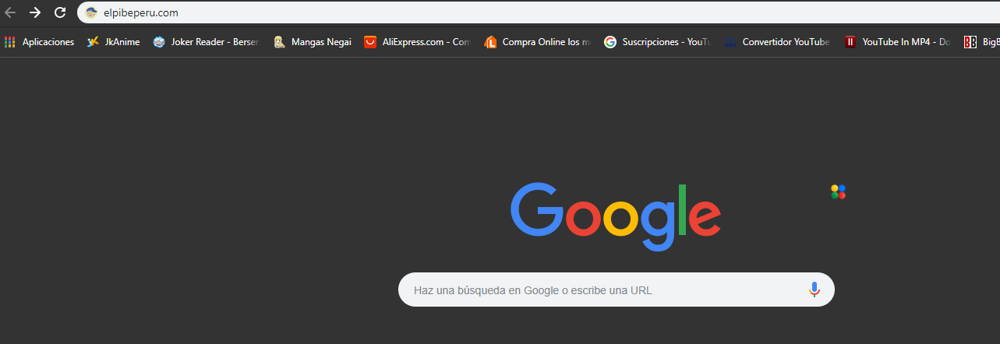 elpibeperu.com
Aplicaciones JkAnime Joker Reader - Berser Mangas Negai AliExpress.com - Com Compra Online los m Suscripciones - YouTu Convertidor YouTube YouTube In MP4 - Do BigB
Google
Haz una búsqueda en Google o escribe una URL